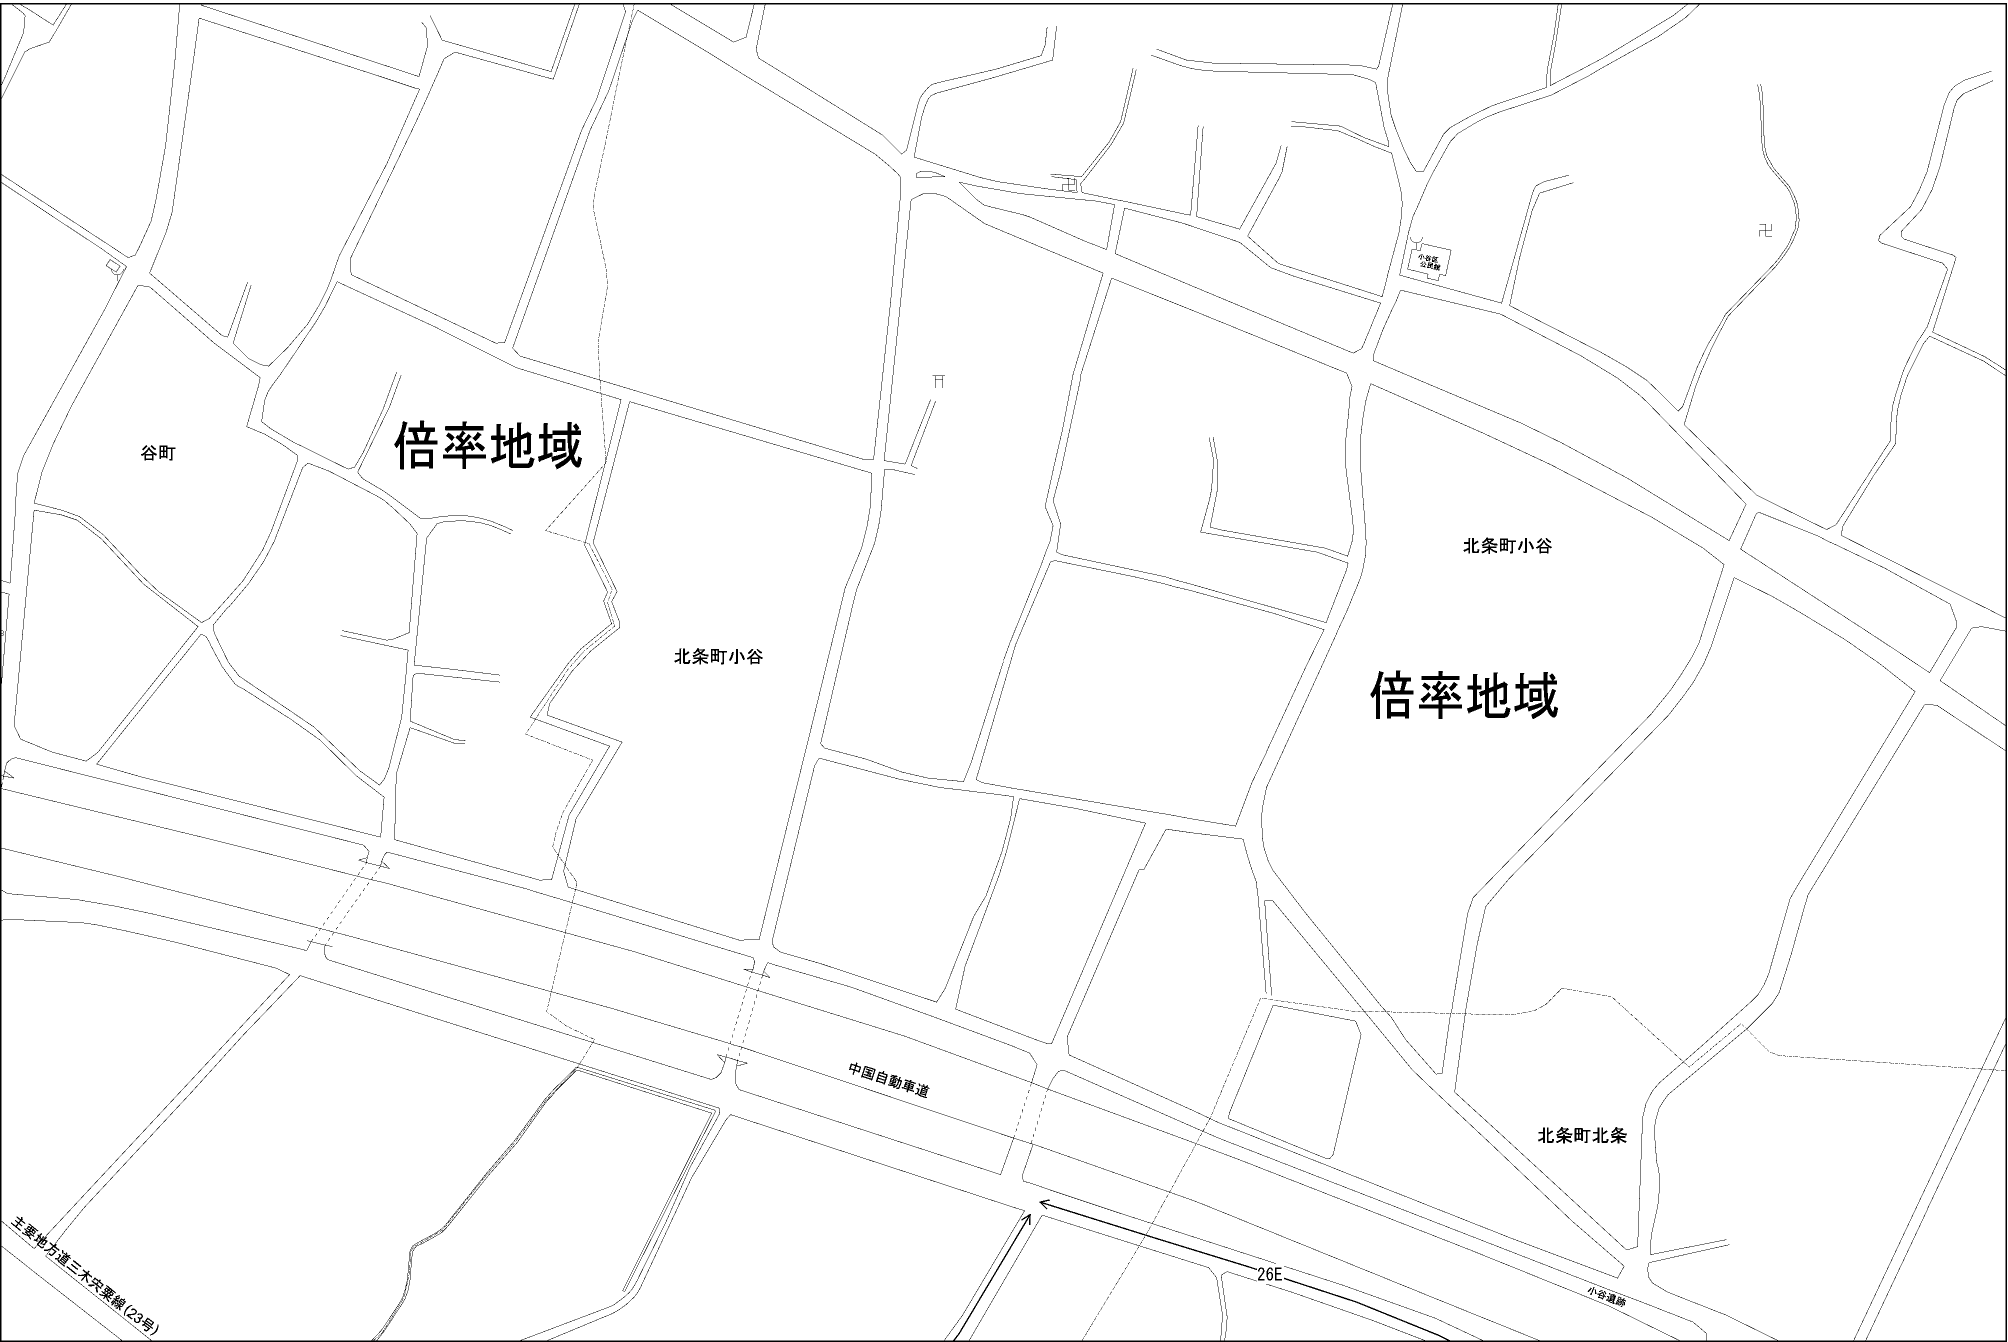 小谷区
公民館
倍率地域
谷町
北条町小谷
北条町小谷
倍率地域
中国自動車道
北条町北条
主要地方道三木宍粟線(23号)
26E
小谷遺跡